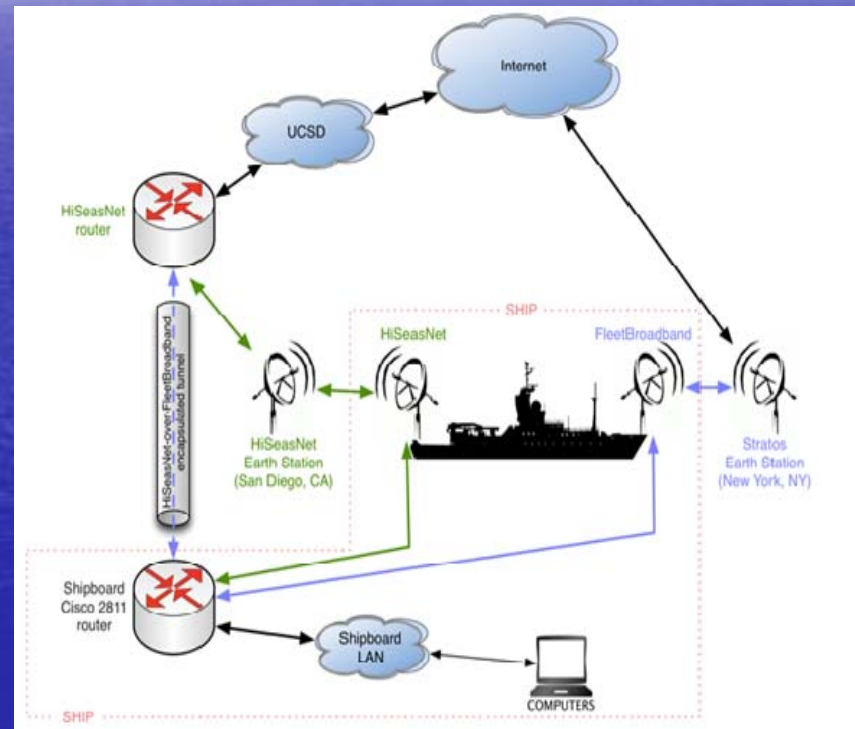 Internet
UCSD
HiSeasNet
router
SHIP
HiSeasNet
FleetBroadband
HiSeasNet-over-FleetBroadband
encapsulated tunnel
HiSeasNet
Earth Station
(San Diego, CA)
Stratos
Earth Station
(New York, NY)
Shipboard
Cisco 2811
router
Shipboard
LAN
COMPUTERS
SHIP